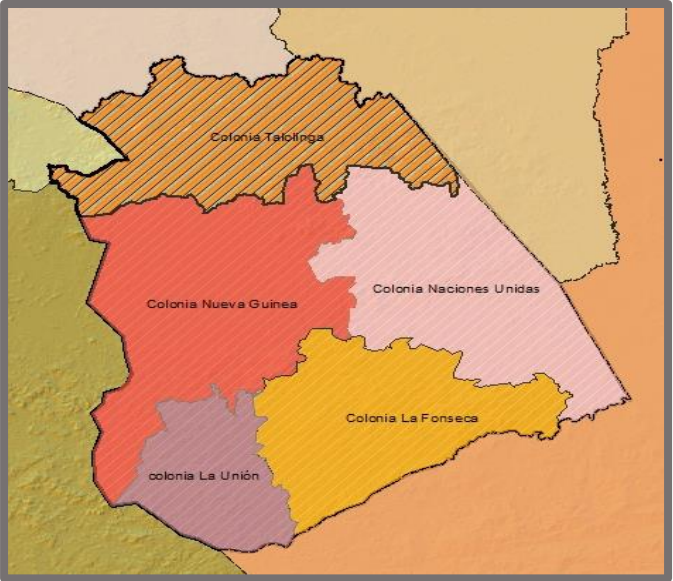 Colonia Talolinga
Colonia Naciones Unidas
Colonia Nueva Guinea
Colonia La Fonseca
colonia La Unión